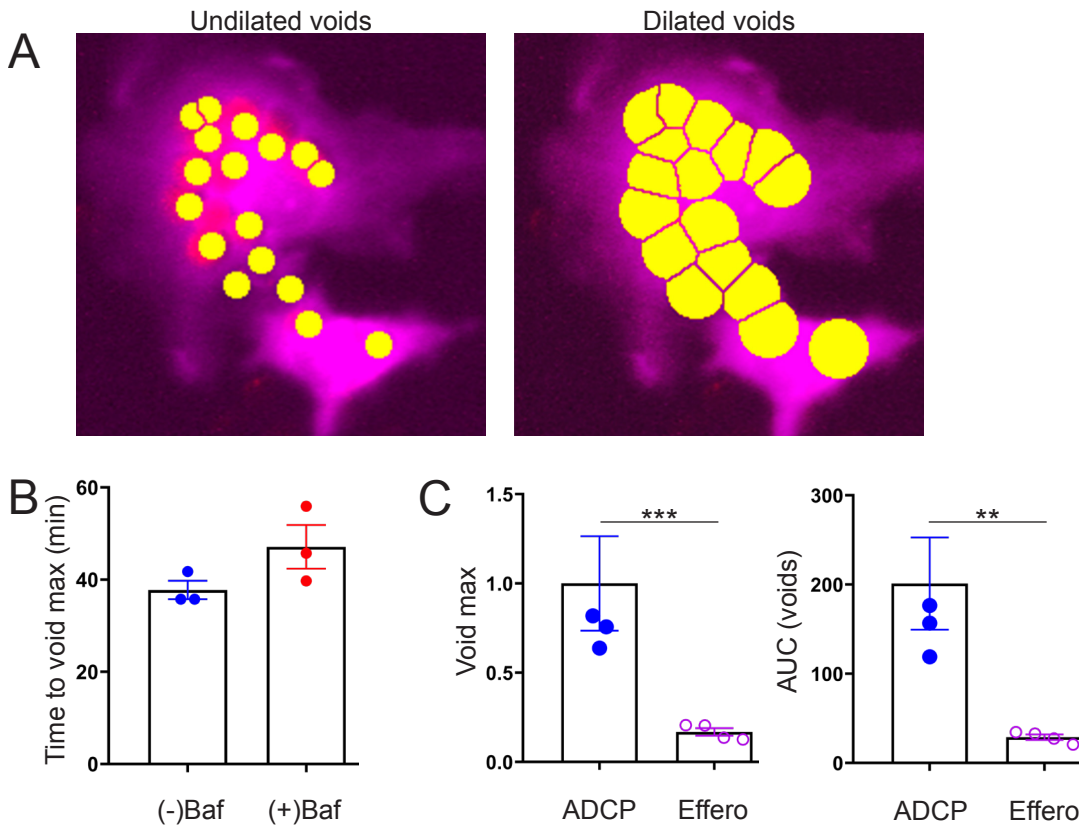 A
Undilated voids
Dilated voids
B
Time to void max (min)
60
40
20
0
(-)Baf
(+)Baf
C
Void max
1.5
1.0
0.5
0.0
***
ADCP
Effero
AUC (voids)
300
200
100
0
**
ADCP
Effero